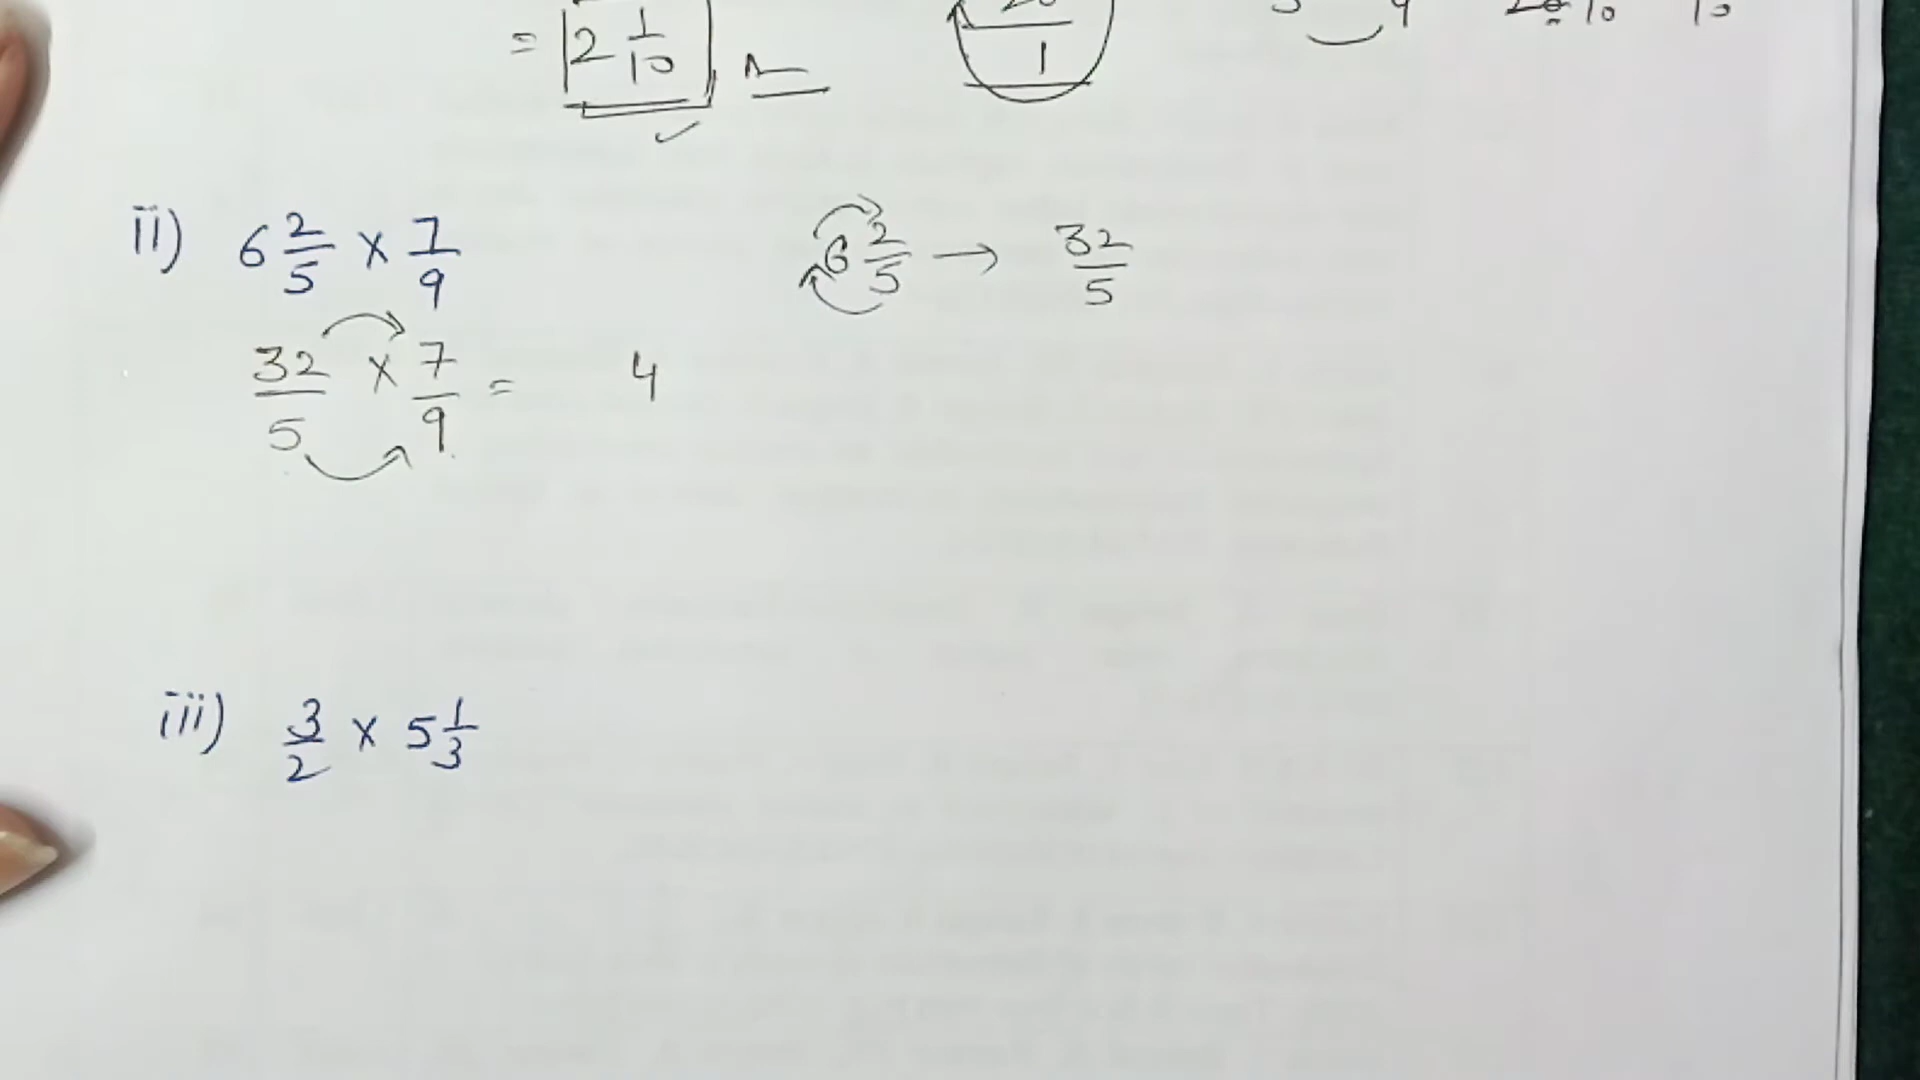 = 2 1/10
1
ii) 6 2/5 x 7/9
6 2/5 → 32/5
32/5 x 7/9 = 4
iii) 3/2 x 5 1/3